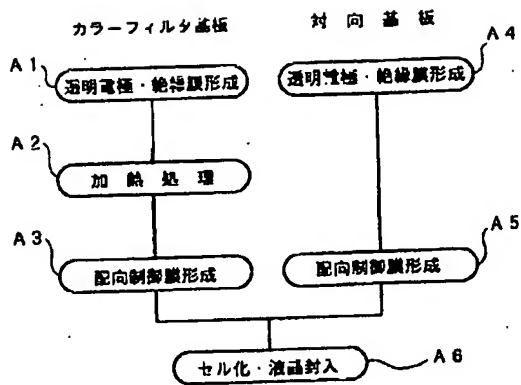 カラーフィルタ基板
対向基板
A1
透明電極・絶縁膜形成
A4
透明電極・絶縁膜形成
A2
加熱処理
A3
配向制御膜形成
A5
配向制御膜形成
セル化・液晶封入
A6